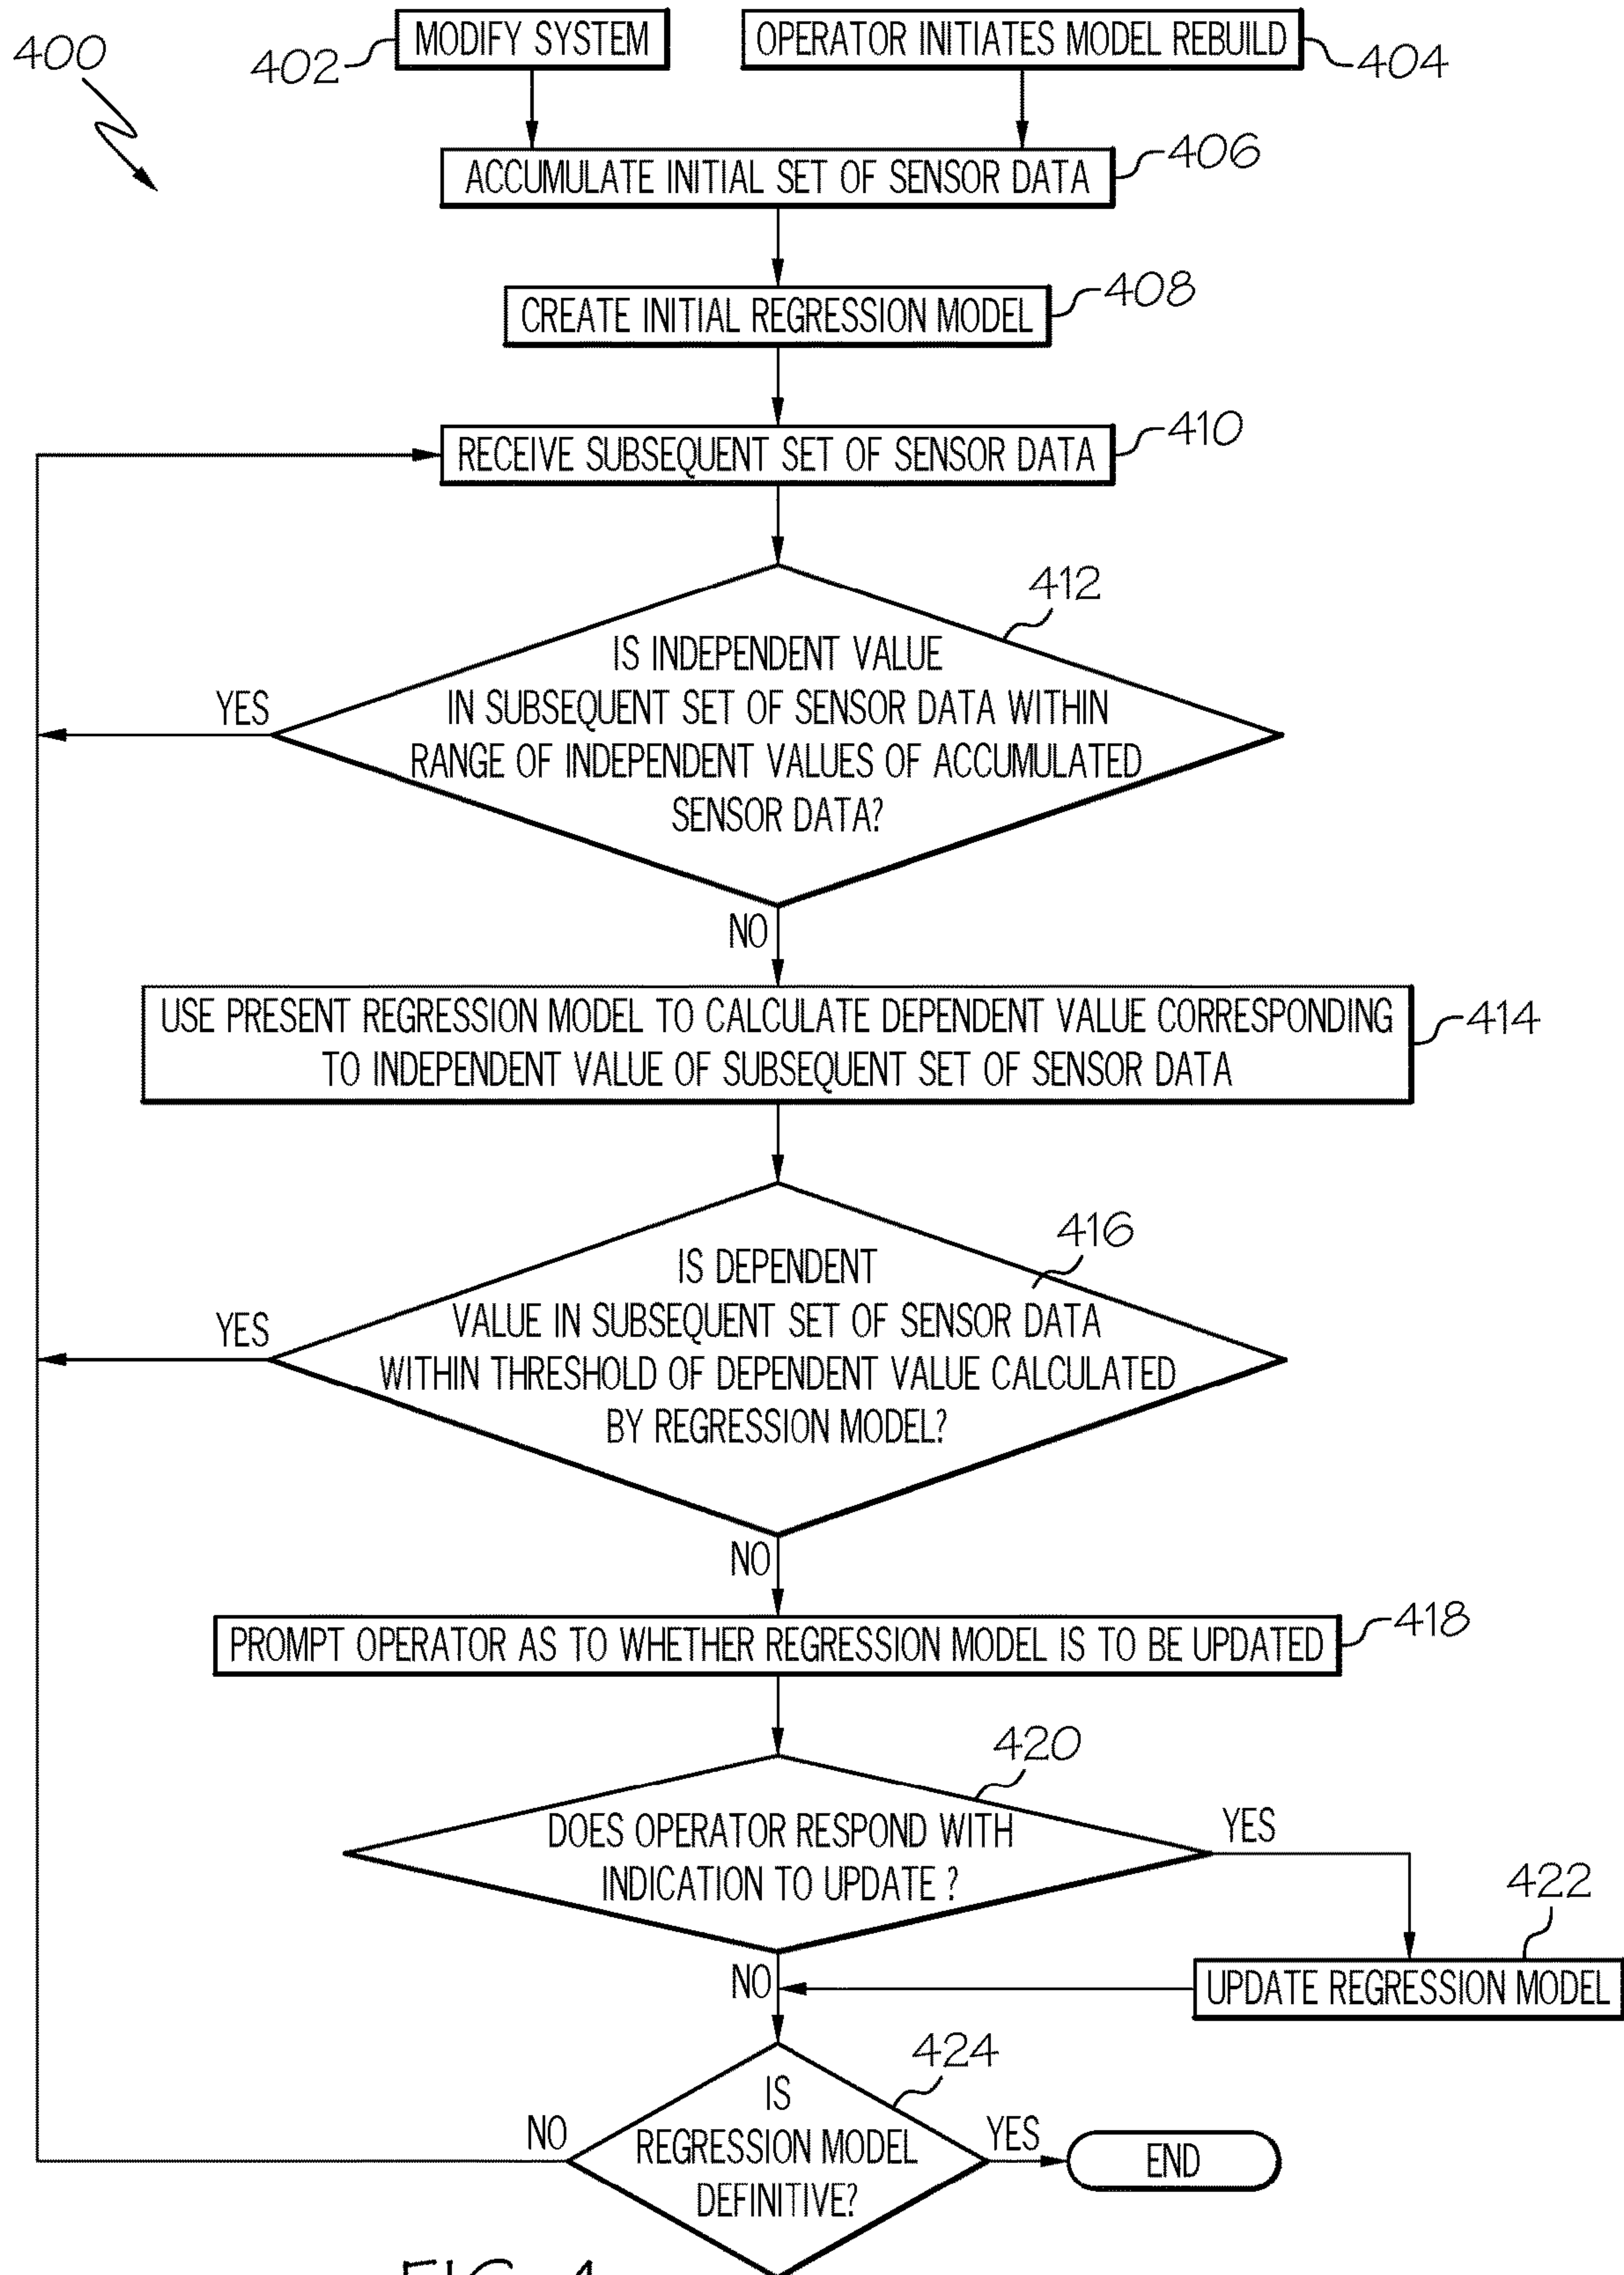 400
402
MODIFY SYSTEM
OPERATOR INITIATES MODEL REBUILD
404
ACCUMULATE INITIAL SET OF SENSOR DATA
406
CREATE INITIAL REGRESSION MODEL
408
RECEIVE SUBSEQUENT SET OF SENSOR DATA
410
412
IS INDEPENDENT VALUE
IN SUBSEQUENT SET OF SENSOR DATA WITHIN
RANGE OF INDEPENDENT VALUES OF ACCUMULATED
SENSOR DATA?
YES
NO
USE PRESENT REGRESSION MODEL TO CALCULATE DEPENDENT VALUE CORRESPONDING
TO INDEPENDENT VALUE OF SUBSEQUENT SET OF SENSOR DATA
414
416
IS DEPENDENT
VALUE IN SUBSEQUENT SET OF SENSOR DATA
WITHIN THRESHOLD OF DEPENDENT VALUE CALCULATED
BY REGRESSION MODEL?
YES
NO
PROMPT OPERATOR AS TO WHETHER REGRESSION MODEL IS TO BE UPDATED
418
420
DOES OPERATOR RESPOND WITH
INDICATION TO UPDATE ?
YES
NO
422
UPDATE REGRESSION MODEL
424
IS
REGRESSION MODEL
DEFINITIVE?
NO
YES
END